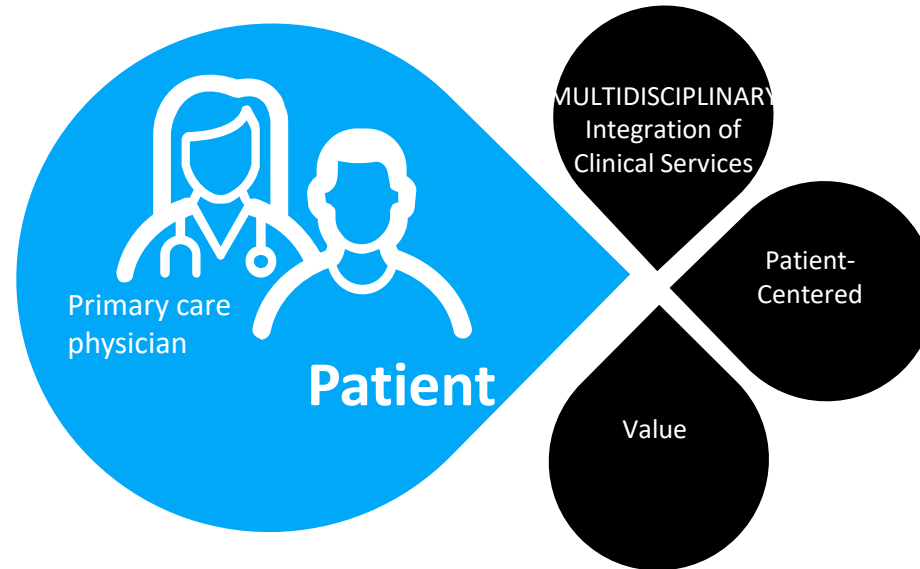 MULTIDISCIPLINARY
Integration of
Clinical Services
Patient-
Centered
Primary care
physician
Patient
Value